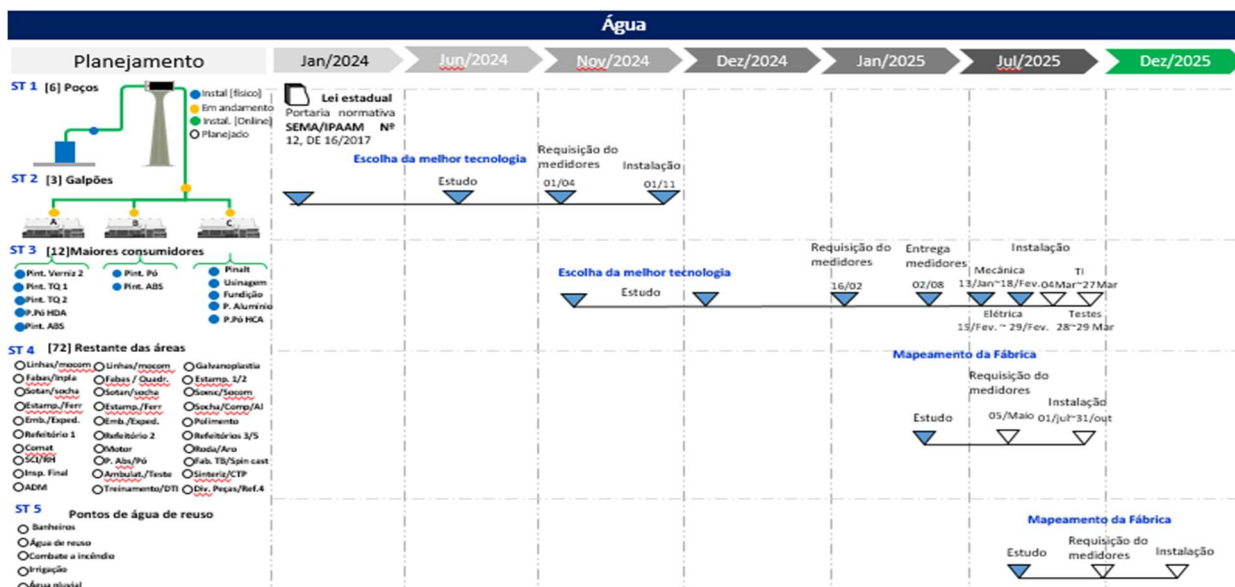 Água
Planejamento
Jan/2024
Jun/2024
Nov/2024
Dez/2024
Jan/2025
Jul/2025
Dez/2025
ST 1 [6] Poços
Instal [físico]
Em andamento
Instal. [Online]
Planejado
Lei estadual
Portaria normativa
SEMA/IPAAM Nº
12, DE 16/2017
Escolha da melhor tecnologia
Estudo
Requisição do
medidores
01/04
Instalação
01/11
ST 2 [3] Galpões
A
B
C
ST 3 [12]Maiores consumidores
Pint. Verniz 2
Pint. TQ 1
Pint. TQ 2
P.Pó HDA
Pint. ABS
Pint. Pó
Pint. ABS
Pinalt
Usinagem
Fundição
P. Alumínio
P.Pó HCA
Escolha da melhor tecnologia
Estudo
Requisição do
medidores
16/02
Entrega
medidores
02/08
Instalação
Mecânica
13/Jan~18/Fev.
TI
04Mar~27Mar
Elétrica
15/Fev. ~ 29/Fev.
Testes
28~29 Mar
ST 4 [72] Restante das áreas
Linhas/mocom
Fabas/Inpla
Sotan/socha
Estamp./Ferr
Emb./Exped.
Refeitório 1
Comat
SCI/RH
Insp. Final
ADM
Linhas/mocom
Fabas / Quadr.
Sotan/socha
Estamp./Ferr
Emb./Exped.
Refeitório 2
Motor
P. Abs/Pó
Ambulat./Teste
Treinamento/DTI
Galvanoplastia
Estamp. 1/2
Socha/Comp/Al
Polimento
Refeitórios 3/5
Roda/Aro
Fab. TB/Spin cast
Sinteriz/CTP
Div. Peças/Ref.4
Mapeamento da Fábrica
Estudo
Requisição do
medidores
05/Maio
Instalação
01/jul~31/out
ST 5 Pontos de água de reuso
Banheiros
Água de reuso
Combate a incêndio
Irrigação
Água pluvial
Mapeamento da Fábrica
Estudo
Requisição do
medidores
Instalação